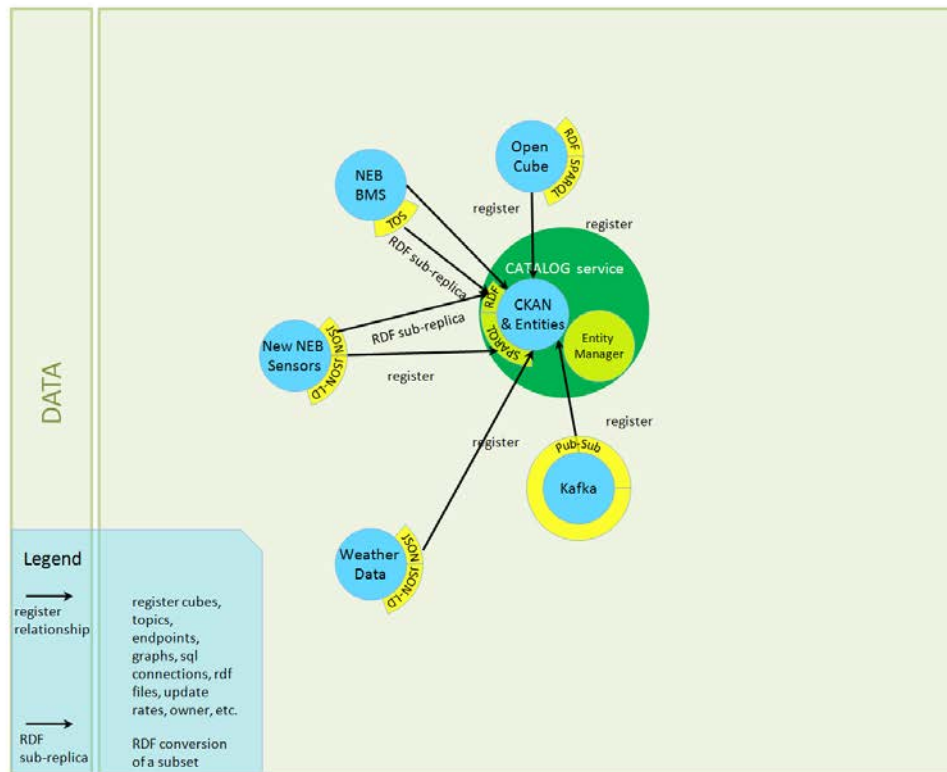 DATA
NEB
BMS
SQL
Open
Cube
RDF SPARQL
register
register
RDF sub-replica
CATALOG service
RDF
SPARQL
CKAN
& Entities
Entity
Manager
New NEB
Sensors
JSON JSON-LD
RDF sub-replica
register
register
register
Pub-Sub
Kafka
Weather
Data
JSON JSON-LD
Legend
register
relationship
register cubes,
topics,
endpoints,
graphs, sql
connections, rdf
files, update
rates, owner, etc.
RDF
sub-replica
RDF conversion
of a subset